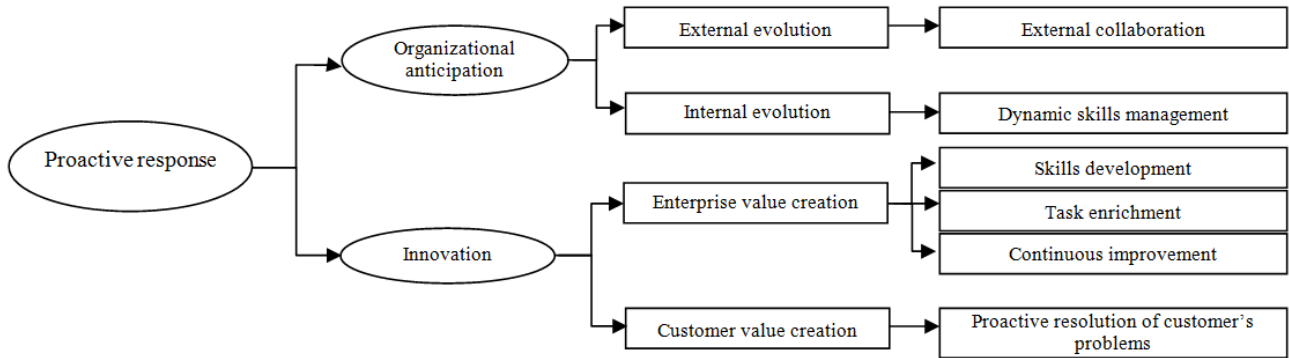 Organizational
anticipation
External evolution
External collaboration
Internal evolution
Dynamic skills management
Proactive response
Skills development
Enterprise value creation
Task enrichment
Innovation
Continuous improvement
Customer value creation
Proactive resolution of customer's
problems